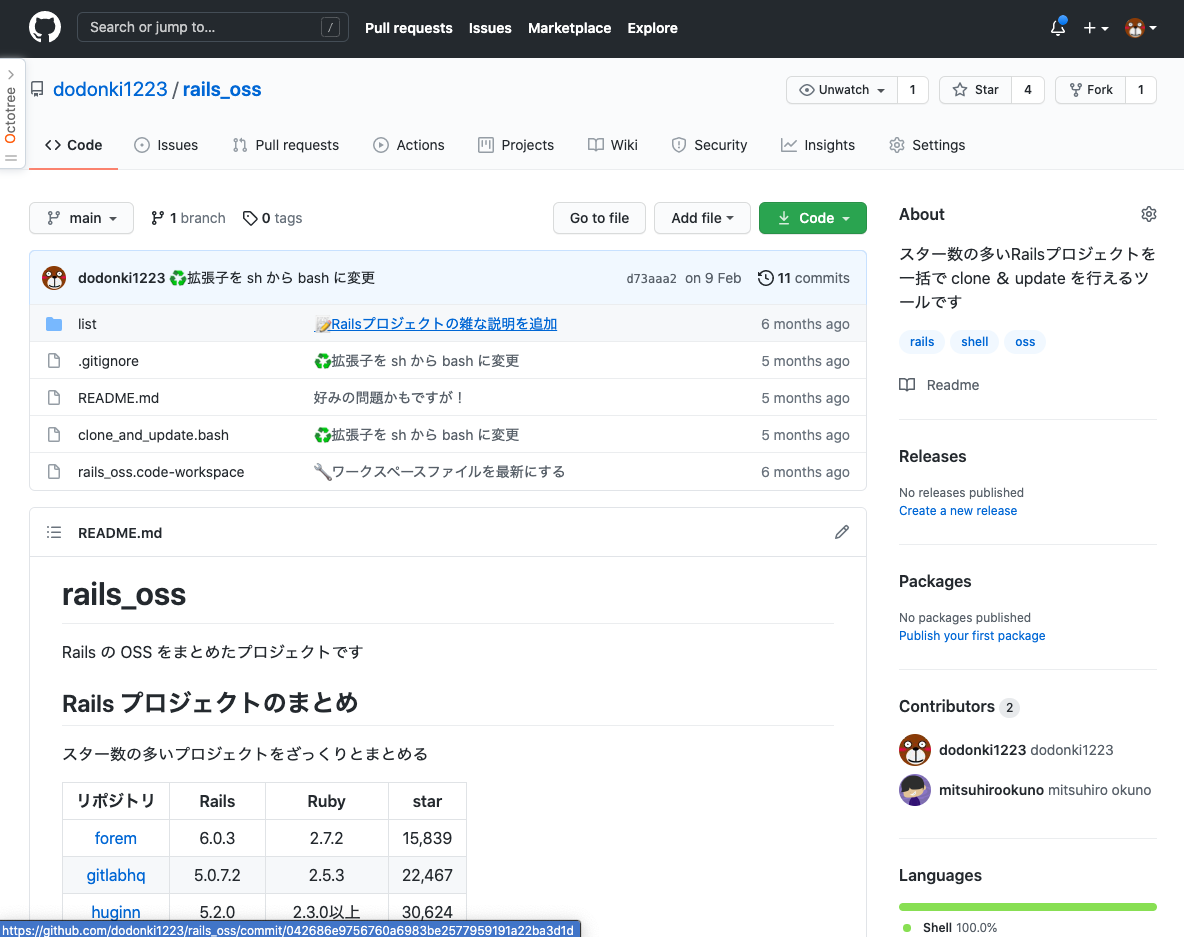 Search or jump to... /
Pull requests Issues Marketplace Explore
Octotree
dodonki1223 / rails_oss
Unwatch 1 Star 4 Fork 1
Code Issues Pull requests Actions Projects Wiki Security Insights Settings
main 1 branch 0 tags Go to file Add file Code
dodonki1223 ♻️拡張子を sh から bash に変更 d73aaa2 on 9 Feb 11 commits
list 📝Railsプロジェクトの雑な説明を追加 6 months ago
.gitignore ♻️拡張子を sh から bash に変更 5 months ago
README.md 好みの問題かもですが！ 5 months ago
clone_and_update.bash ♻️拡張子を sh から bash に変更 5 months ago
rails_oss.code-workspace 🔧ワークスペースファイルを最新にする 6 months ago
README.md
rails_oss
Rails の OSS をまとめたプロジェクトです
Rails プロジェクトのまとめ
スター数の多いプロジェクトをざっくりとまとめる
リポジトリ Rails Ruby star
forem 6.0.3 2.7.2 15,839
gitlabhq 5.0.7.2 2.5.3 22,467
huginn 5.2.0 2.3.0以上 30,624
https://github.com/dodonki1223/rails_oss/commit/042686e9756760a6983be2577959191a22ba3d1d
About
スター数の多いRailsプロジェクトを
一括で clone & update を行えるツ
ールです
rails shell oss
Readme
Releases
No releases published
Create a new release
Packages
No packages published
Publish your first package
Contributors 2
dodonki1223 dodonki1223
mitsuhirookuno mitsuhiro okuno
Languages
Shell 100.0%